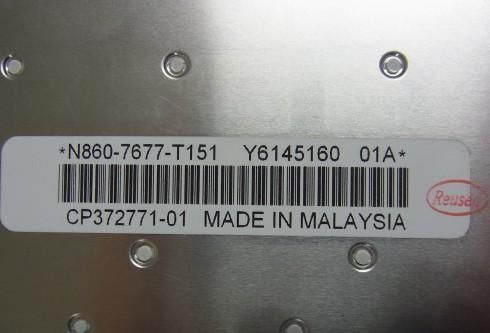 *N860-7677-T151 Y6145160 01A*
CP372771-01 MADE IN MALAYSIA
Reused